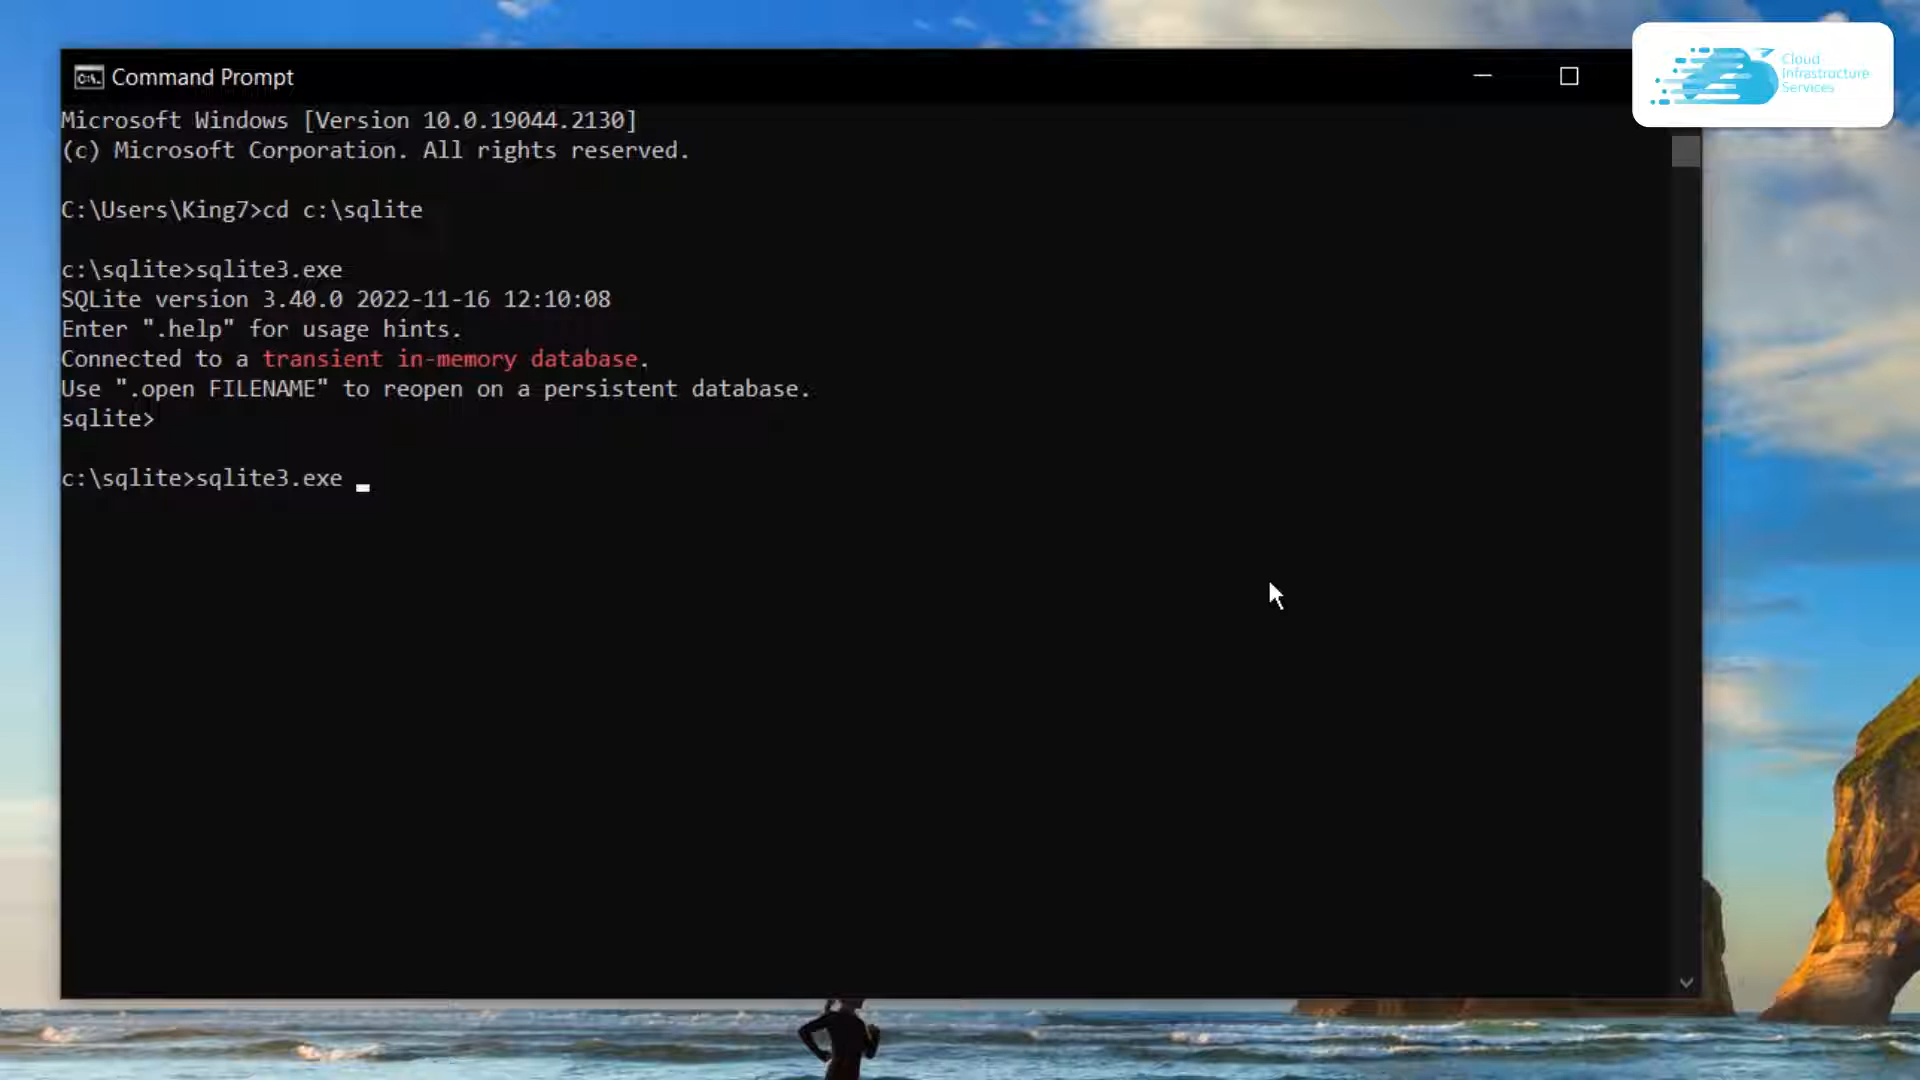 Command Prompt
Cloud
Infrastructure
Services
Microsoft Windows [Version 10.0.19044.2130]
(c) Microsoft Corporation. All rights reserved.
C:\Users\King7>cd c:\sqlite
c:\sqlite>sqlite3.exe
SQLite version 3.40.0 2022-11-16 12:10:08
Enter ".help" for usage hints.
Connected to a transient in-memory database.
Use ".open FILENAME" to reopen on a persistent database.
sqlite>
c:\sqlite>sqlite3.exe